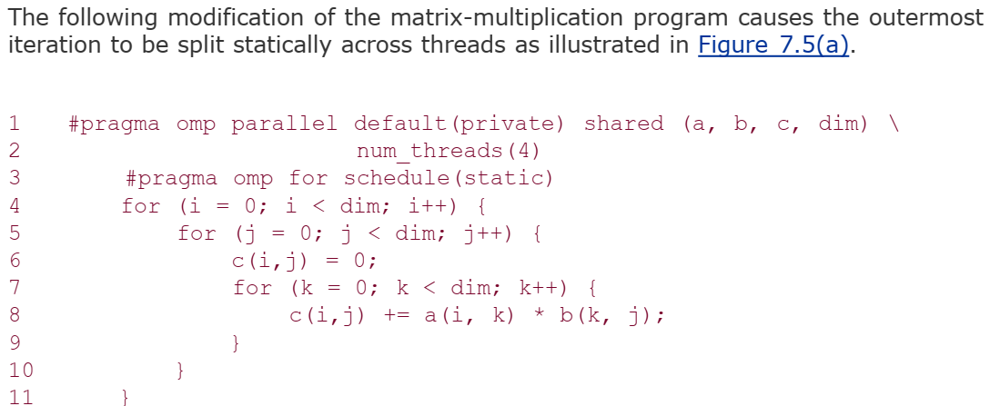 The following modification of the matrix-multiplication program causes the outermost
iteration to be split statically across threads as illustrated in Figure 7.5(a).
1 #pragma omp parallel default(private) shared (a, b, c, dim) \
2 num_threads(4)
3 #pragma omp for schedule(static)
4 for (i = 0; i < dim; i++) {
5 for (j = 0; j < dim; j++) {
6 c(i,j) = 0;
7 for (k = 0; k < dim; k++) {
8 c(i,j) += a(i, k) * b(k, j);
9 }
10 }
11 }